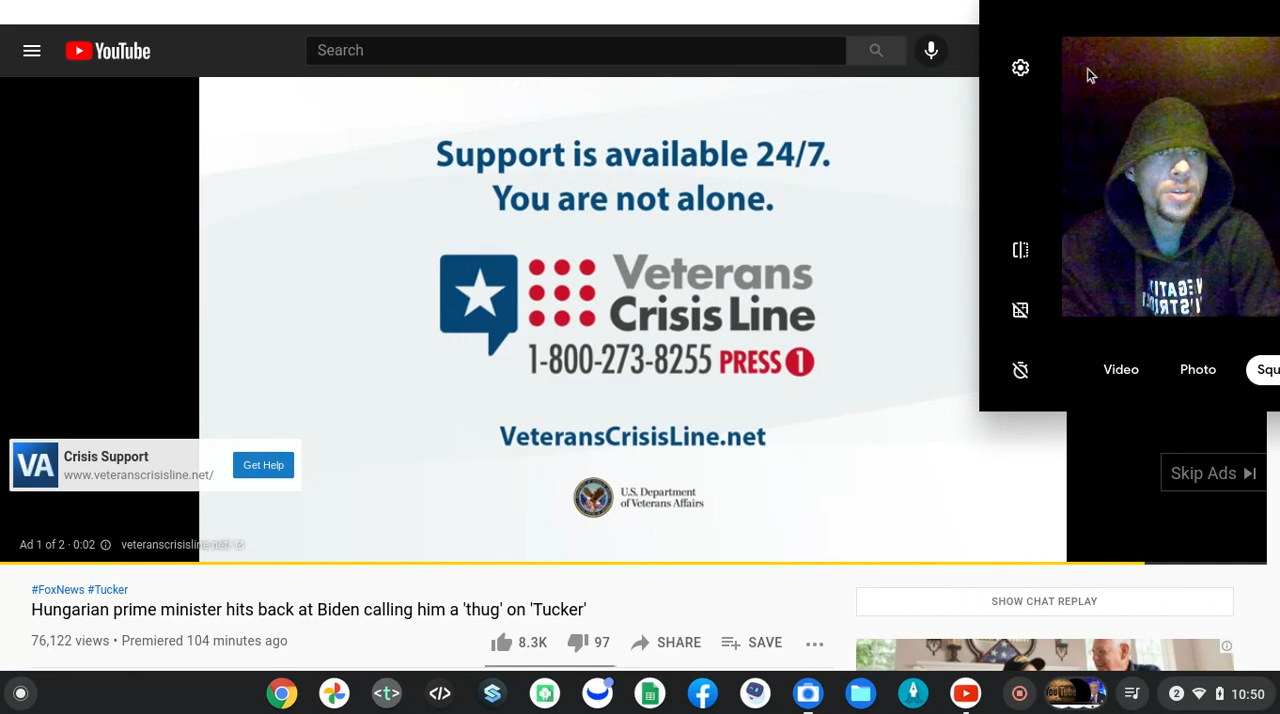 YouTube
Search
Support is available 24/7.
You are not alone.
Veterans
Crisis Line
1-800-273-8255 PRESS 1
VeteransCrisisLine.net
U.S. Department
of Veterans Affairs
VA
Crisis Support
www.veteranscrisisline.net/
Get Help
Skip Ads
Ad 1 of 2 · 0:02
Video
Photo
Squ
#FoxNews #Tucker
Hungarian prime minister hits back at Biden calling him a 'thug' on 'Tucker'
76,122 views • Premiered 104 minutes ago
8.3K
97
SHARE
SAVE
SHOW CHAT REPLAY
2
10:50